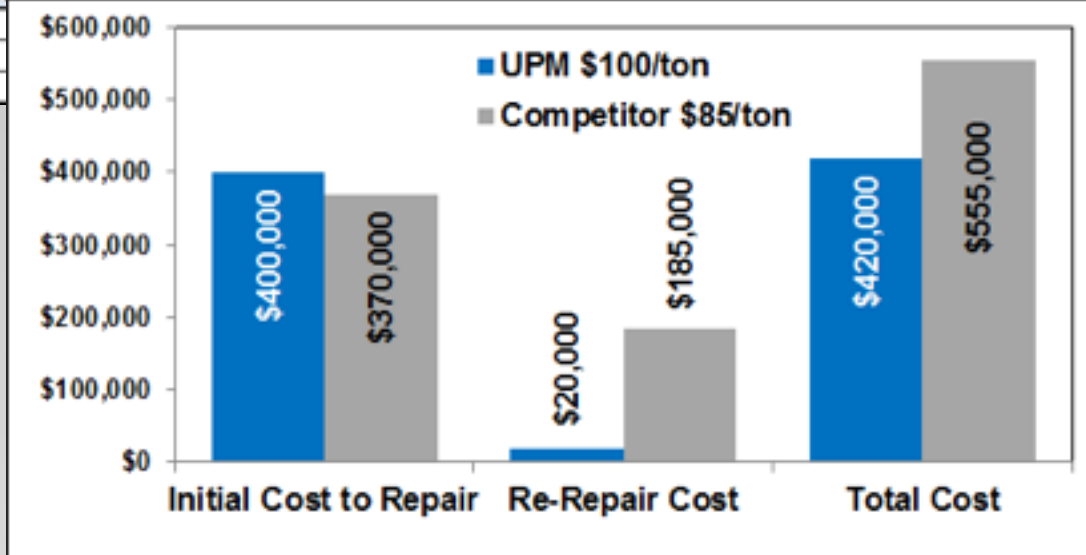 $600,000
$500,000
$400,000
$300,000
$200,000
$100,000
$0
UPM $100/ton
Competitor $85/ton
$400,000
$370,000
$20,000
$185,000
$420,000
$555,000
Initial Cost to Repair
Re-Repair Cost
Total Cost